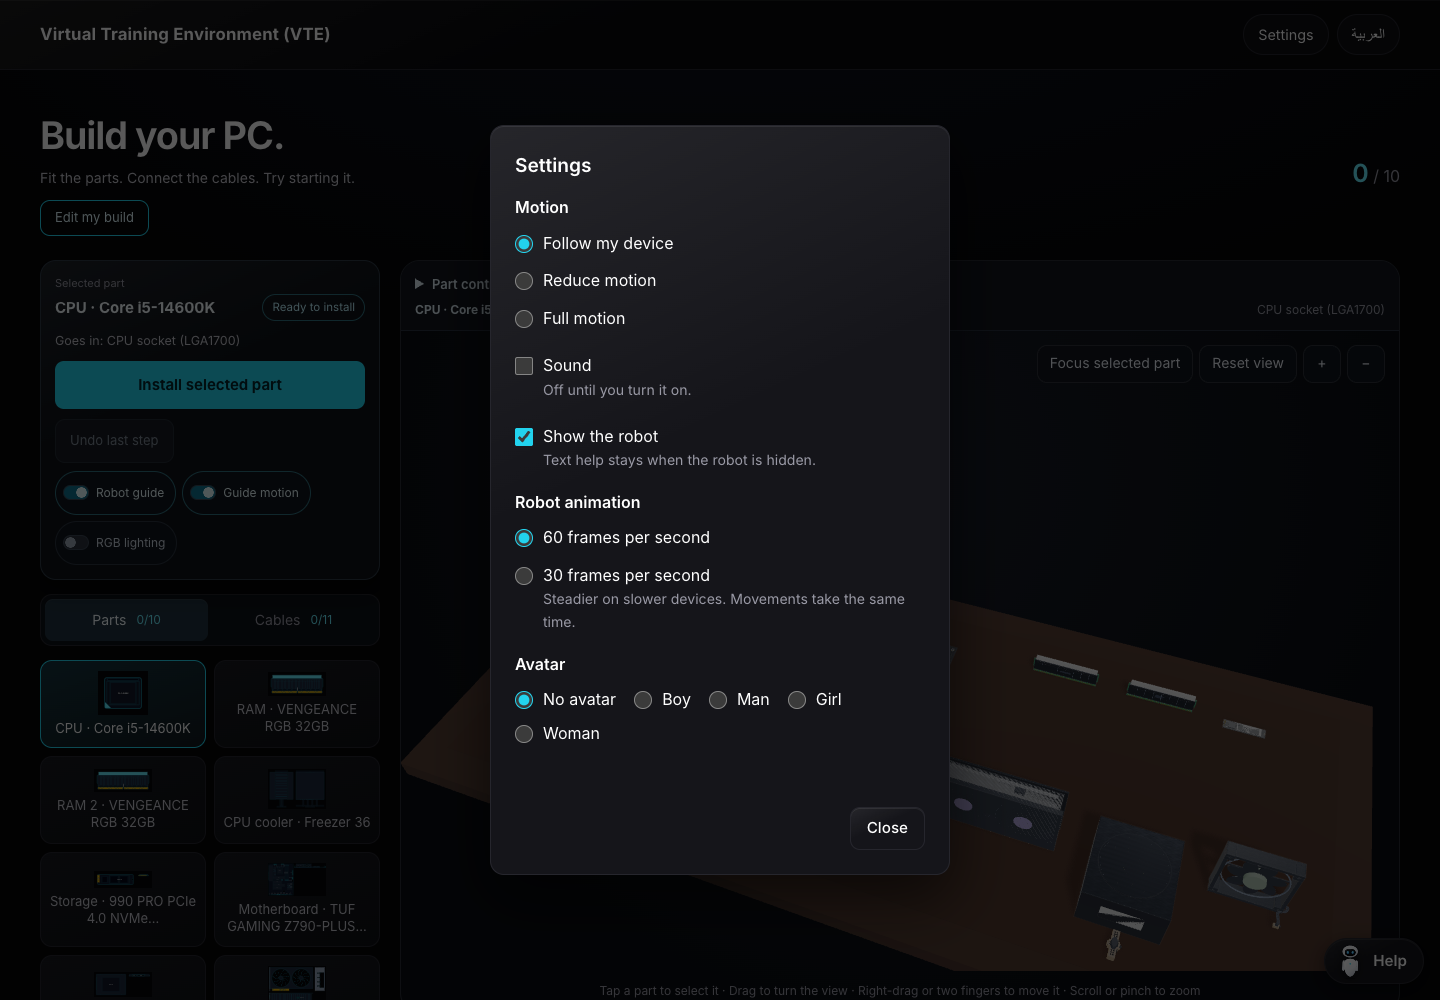 Virtual Training Environment (VTE)
Settings
العربية
Build your PC.
Fit the parts. Connect the cables. Try starting it.
Edit my build
0 / 10
Selected part
CPU · Core i5-14600K
Ready to install
Goes in: CPU socket (LGA1700)
Install selected part
Undo last step
Robot guide
Guide motion
RGB lighting
Parts 0/10
Cables 0/11
CPU · Core i5-14600K
RAM · VENGEANCE
RGB 32GB
RAM 2 · VENGEANCE
RGB 32GB
CPU cooler · Freezer 36
Storage · 990 PRO PCIe
4.0 NVMe...
Motherboard · TUF
GAMING Z790-PLUS...
Part cont
CPU · Core i5
CPU socket (LGA1700)
Focus selected part
Reset view
+
−
Settings
Motion
Follow my device
Reduce motion
Full motion
Sound
Off until you turn it on.
Show the robot
Text help stays when the robot is hidden.
Robot animation
60 frames per second
30 frames per second
Steadier on slower devices. Movements take the same
time.
Avatar
No avatar
Boy
Man
Girl
Woman
Close
Tap a part to select it · Drag to turn the view · Right-drag or two fingers to move it · Scroll or pinch to zoom
Help